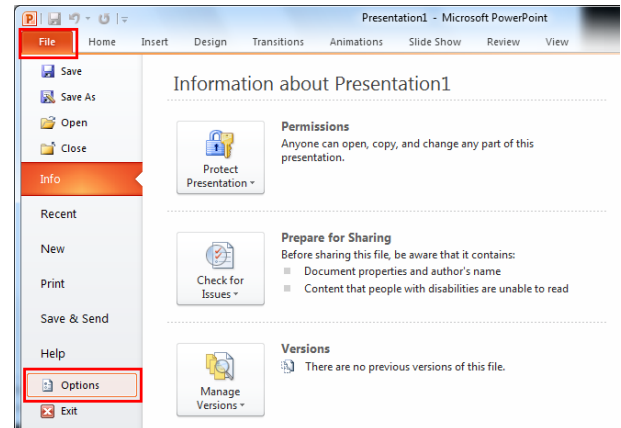 Presentation1 - Microsoft PowerPoint
File Home Insert Design Transitions Animations Slide Show Review View
Save
Save As
Open
Close
Info
Recent
New
Print
Save & Send
Help
Options
Exit
Information about Presentation1
Protect
Presentation
Permissions
Anyone can open, copy, and change any part of this
presentation.
Check for
Issues
Prepare for Sharing
Before sharing this file, be aware that it contains:
Document properties and author's name
Content that people with disabilities are unable to read
Manage
Versions
Versions
There are no previous versions of this file.